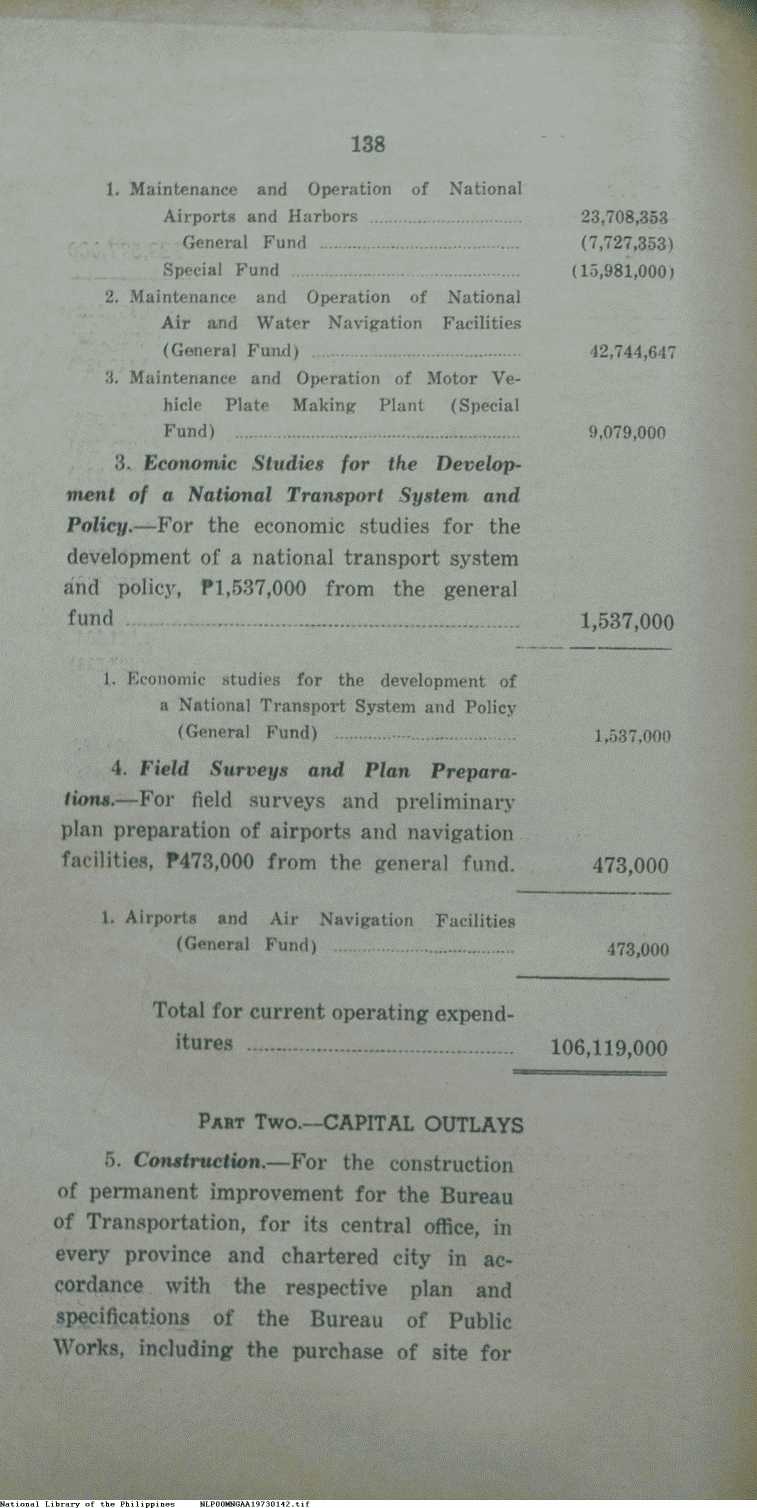 138
1. Maintenance and Operation of National
Airports and Harbors ........ 23,708,353
General Fund ........ (7,727,353)
Special Fund ........ (15,981,000)
2. Maintenance and Operation of National
Air and Water Navigation Facilities
(General Fund) ........ 42,744,647
3. Maintenance and Operation of Motor Ve-
hicle Plate Making Plant (Special
Fund) ........ 9,079,000
3. Economic Studies for the Develop-
ment of a National Transport System and
Policy.—For the economic studies for the
development of a national transport system
and policy, ₱1,537,000 from the general
fund ........ 1,537,000
1. Economic studies for the development of
a National Transport System and Policy
(General Fund) ........ 1,537,000
4. Field Surveys and Plan Prepara-
tions.—For field surveys and preliminary
plan preparation of airports and navigation
facilities, ₱473,000 from the general fund. 473,000
1. Airports and Air Navigation Facilities
(General Fund) ........ 473,000
Total for current operating expend-
itures ........ 106,119,000
PART TWO.—CAPITAL OUTLAYS
5. Construction.—For the construction
of permanent improvement for the Bureau
of Transportation, for its central office, in
every province and chartered city in ac-
cordance with the respective plan and
specifications of the Bureau of Public
Works, including the purchase of site for
National Library of the Philippines NLP00MNGAA19730142.tif